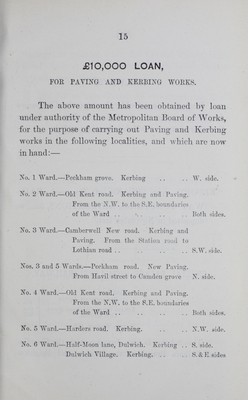 15
£10,000 LOAN,
FOR PAVING AND KERBING WORKS.
The above amount has been obtained by loan
under authority of the Metropolitan Board of Works,
for the purpose of carrying out Paving and Kerbing
works in the following localities, and which are now
in hand:—
No. 1 Ward.—Peckham grove. Kerbing .. .. W. side.
No. 2 Ward.—Old Kent road. Kerbing and Paving.
From the N.W. to the S.E. boundaries
of the Ward .. .. .. .. Both sides.
No. 3 Ward.—Camberwell New road. Kerbing and
Paving. From the Station road to
Lothian road .. .. .. .. S.W. side.
Nos. 3 and 5 Wards.—Peckham road. New Paving.
From Havil street to Camden grove N. side.
No. 4 Ward.—Old Kent road. Kerbing and Paving.
From the N.W. to the S.E. boundaries
of the Ward .. .. .. .. Both sides.
No. 5 Ward.—Harders road. Kerbing. .. .. N.W. side.
No. 6 Ward.—Half-Moon lane, Dulwich. Kerbing .. S. side.
Dulwich Village. Kerbing. .. .. S. & E. sides